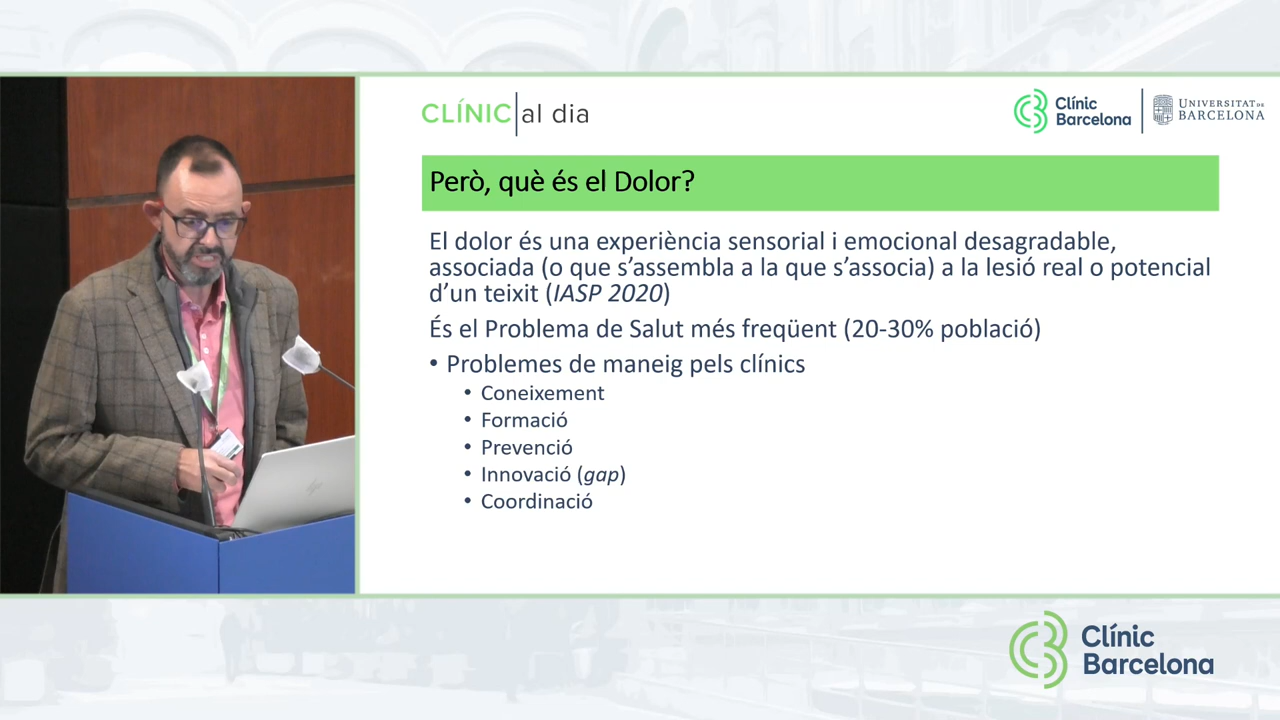 CLÍNIC al dia
Clínic
Barcelona
UNIVERSITAT DE
BARCELONA
Però, què és el Dolor?
El dolor és una experiència sensorial i emocional desagradable,
associada (o que s’assembla a la que s’associa) a la lesió real o potencial
d’un teixit (IASP 2020)
És el Problema de Salut més freqüent (20-30% població)
• Problemes de maneig pels clínics
• Coneixement
• Formació
• Prevenció
• Innovació (gap)
• Coordinació
Clínic
Barcelona